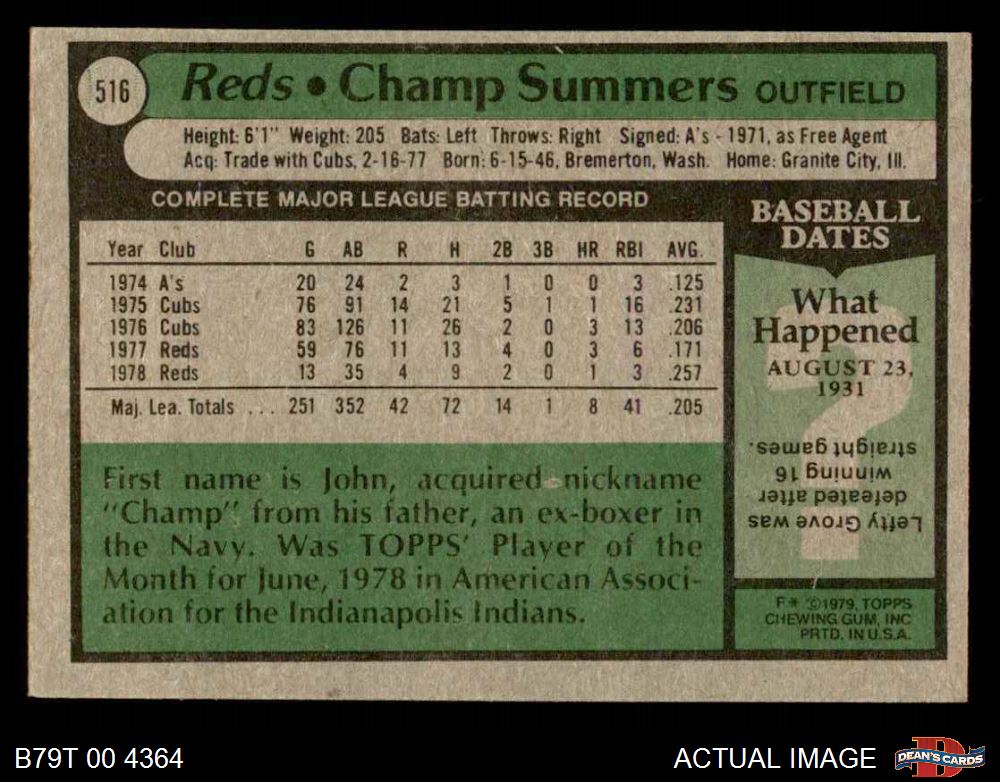 516
Reds • Champ Summers OUTFIELD
Height: 6'1" Weight: 205 Bats: Left Throws: Right Signed: A's - 1971, as Free Agent
Acq: Trade with Cubs, 2-16-77 Born: 6-15-46, Bremerton, Wash. Home: Granite City, Ill.
COMPLETE MAJOR LEAGUE BATTING RECORD
Year Club G AB R H 2B 3B HR RBI AVG.
1974 A's 20 24 2 3 1 0 0 3 .125
1975 Cubs 76 91 14 21 5 1 1 16 .231
1976 Cubs 83 126 11 26 2 0 3 13 .206
1977 Reds 59 76 11 13 4 0 3 6 .171
1978 Reds 13 35 4 9 2 0 1 3 .257
Maj. Lea. Totals ... 251 352 42 72 14 1 8 41 .205
First name is John, acquired nickname
"Champ" from his father, an ex-boxer in
the Navy. Was TOPPS' Player of the
Month for June, 1978 in American Associ-
ation for the Indianapolis Indians.
BASEBALL
DATES
What
Happened
AUGUST 23,
1931
?
Lefty Grove was
defeated after
winning 16
straight games.
F* ©1979, TOPPS
CHEWING GUM, INC
PRTD. IN U.S.A.
B79T 00 4364
ACTUAL IMAGE
D
DEAN'S CARDS